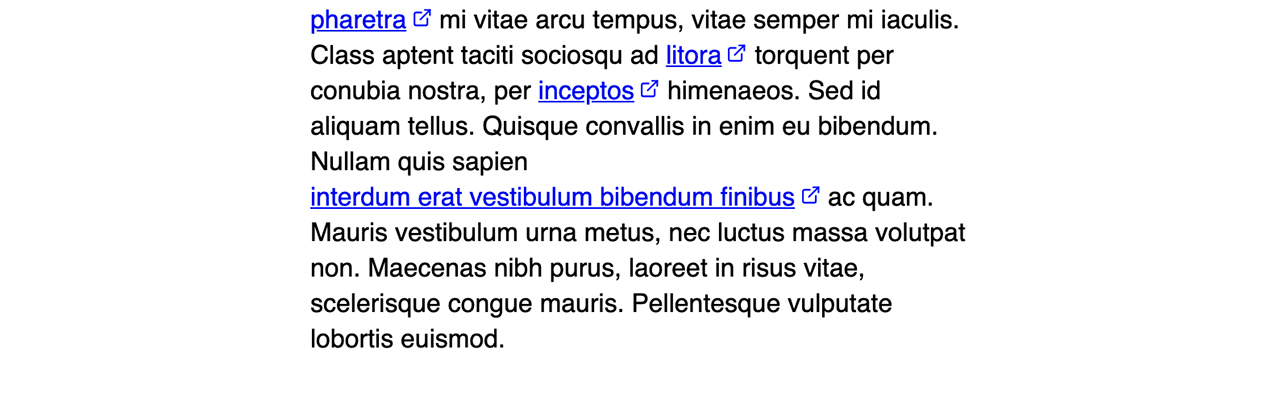 pharetra mi vitae arcu tempus, vitae semper mi iaculis.
Class aptent taciti sociosqu ad litora torquent per
conubia nostra, per inceptos himenaeos. Sed id
aliquam tellus. Quisque convallis in enim eu bibendum.
Nullam quis sapien
interdum erat vestibulum bibendum finibus ac quam.
Mauris vestibulum urna metus, nec luctus massa volutpat
non. Maecenas nibh purus, laoreet in risus vitae,
scelerisque congue mauris. Pellentesque vulputate
lobortis euismod.